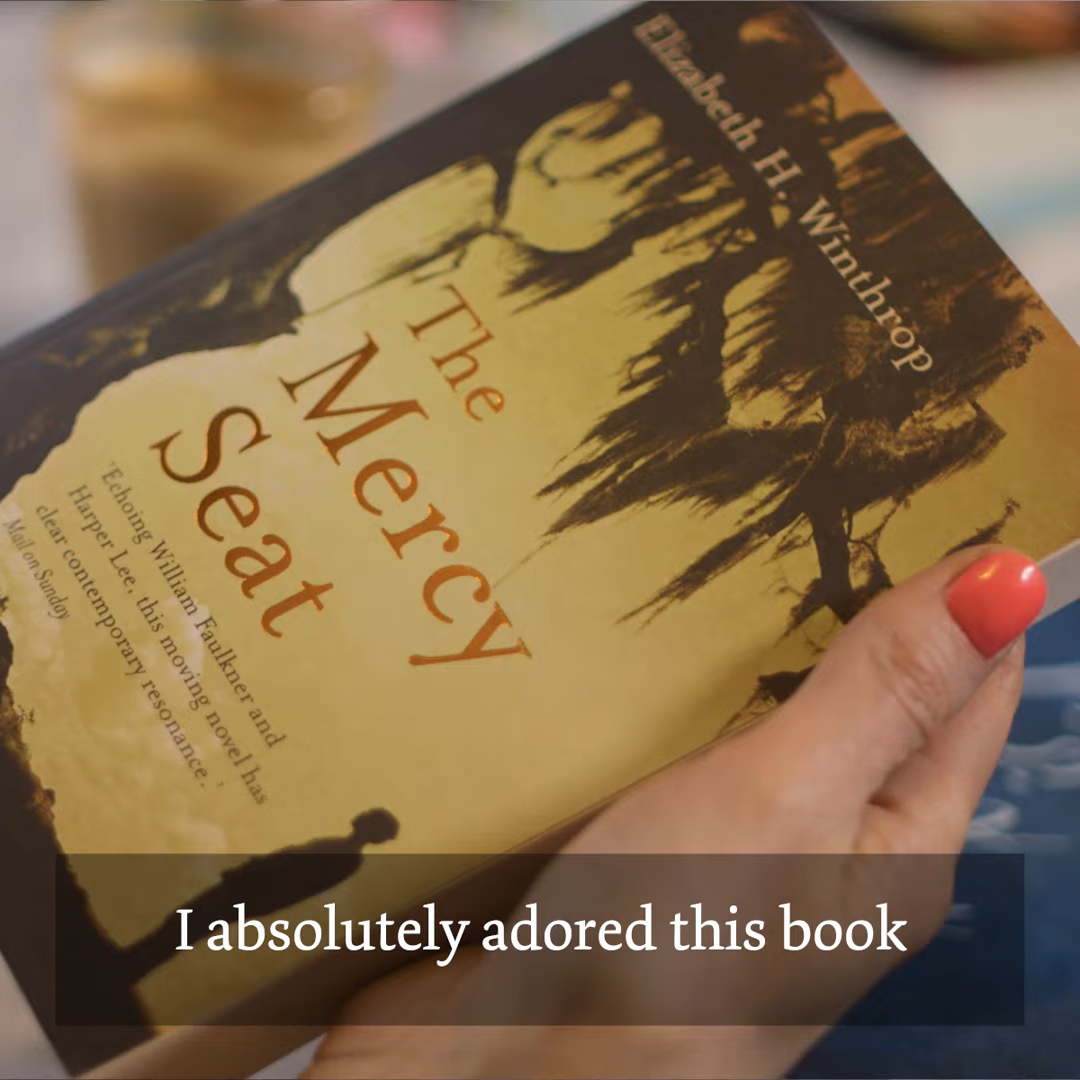 Elizabeth H. Winthrop
The
Mercy
Seat
'Echoing William Faulkner and
Harper Lee, this moving novel has
clear contemporary resonance.'
Mail on Sunday
I absolutely adored this book